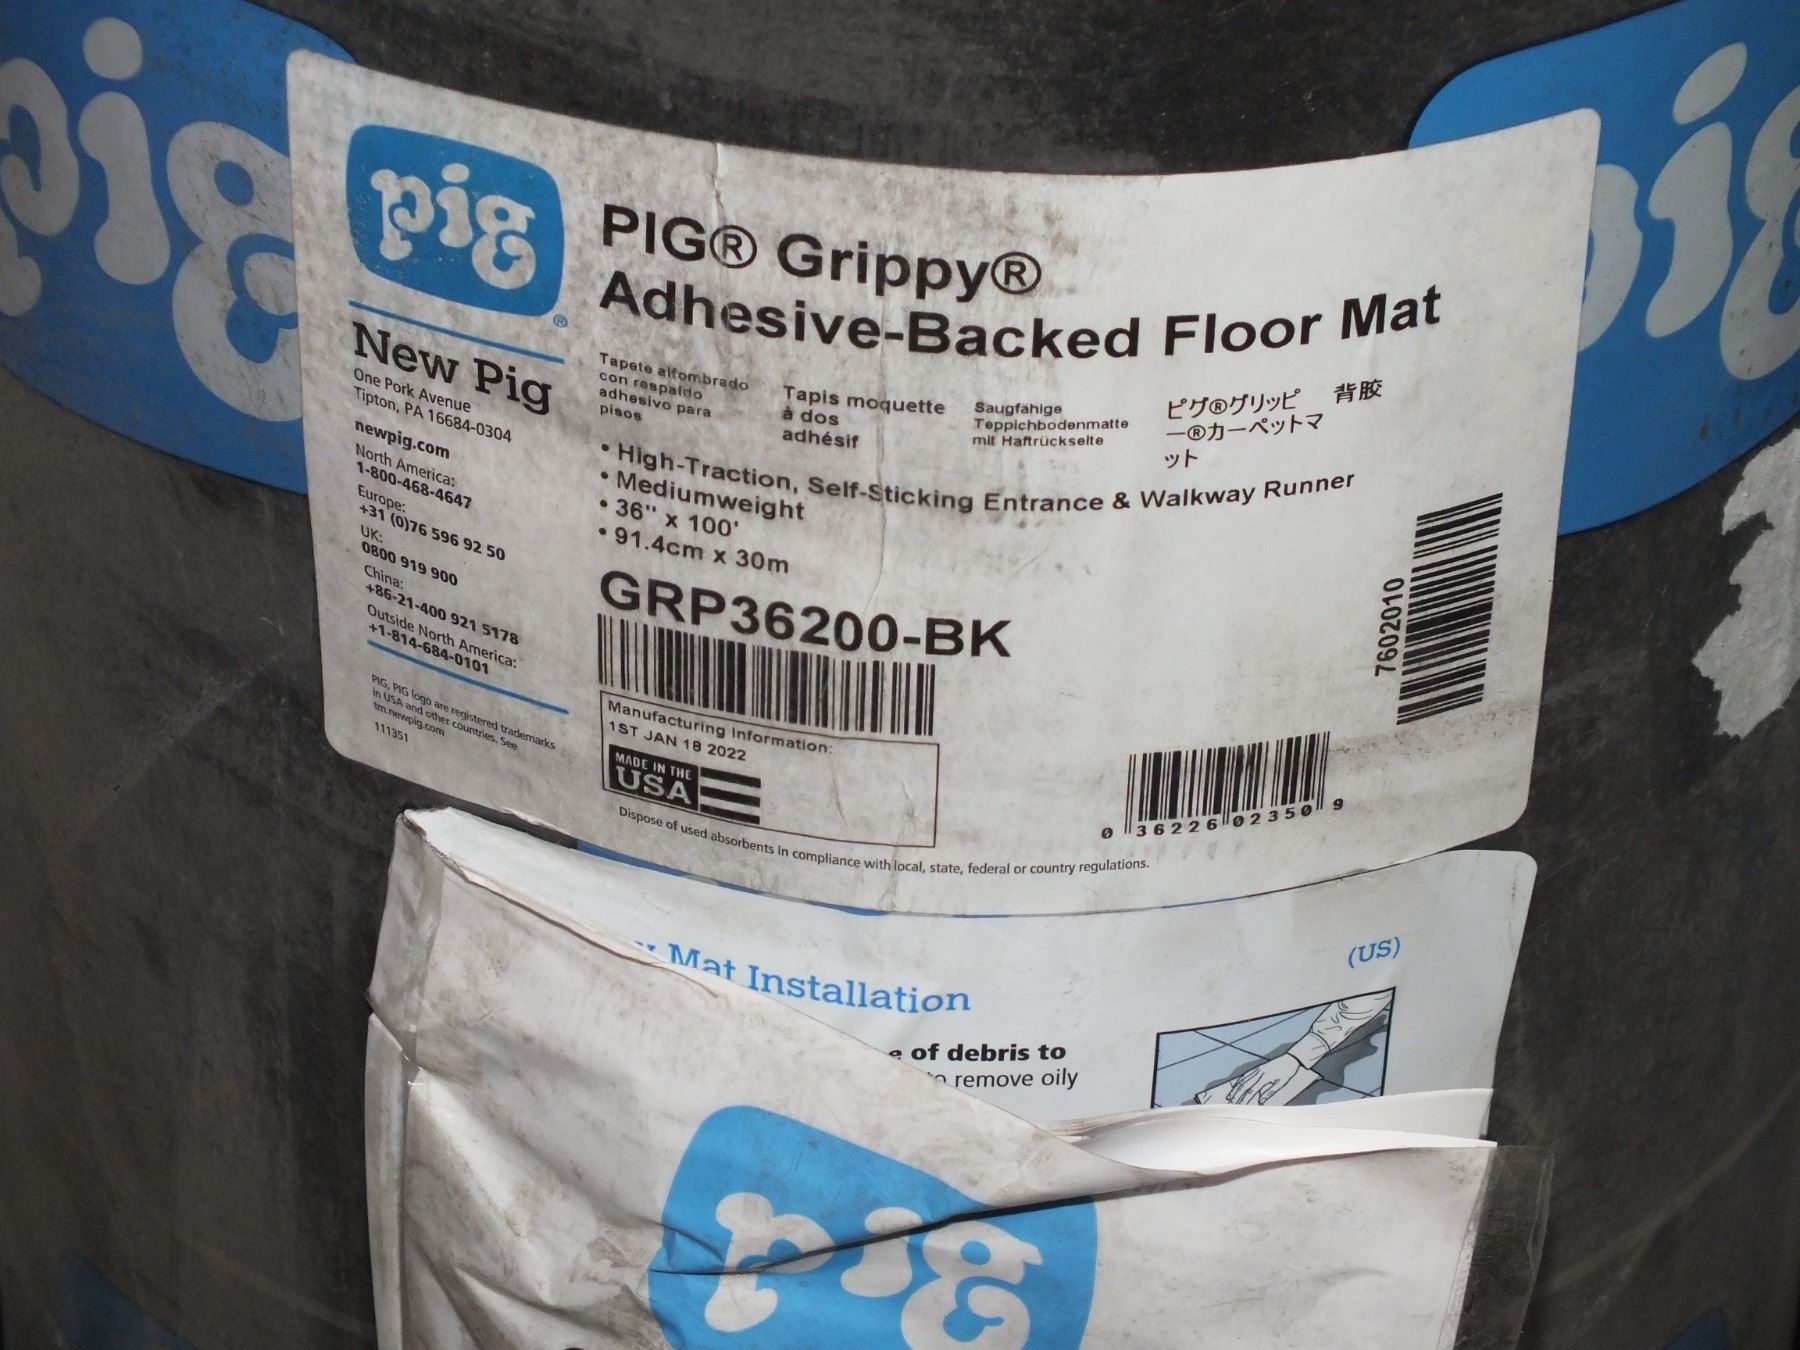 pig
pig
pig
®
New Pig
One Pork Avenue
Tipton, PA 16684-0304
newpig.com
North America:
1-800-468-4647
Europe:
+31 (0)76 596 92 50
UK:
0800 919 900
China:
+86-21-400 921 5178
Outside North America:
+1-814-684-0101
PIG, PIG logo are registered trademarks
in USA and other countries. See
tm.newpig.com
111351
PIG® Grippy®
Adhesive-Backed Floor Mat
Tapete alfombrado
con respaldo
adhesivo para
pisos
Tapis moquette
à dos
adhésif
Saugfähige
Teppichbodenmatte
mit Haftrückseite
ピグ®グリッピ
ー®カーペットマ
ット
背胶
• High-Traction, Self-Sticking Entrance & Walkway Runner
• Mediumweight
• 36" x 100'
• 91.4cm x 30m
GRP36200-BK
Manufacturing Information:
1ST JAN 18 2022
MADE IN THE
USA
7602010
0 36226 02350 9
Dispose of used absorbents in compliance with local, state, federal or country regulations.
Mat Installation
(US)
of debris to
remove oily
pig